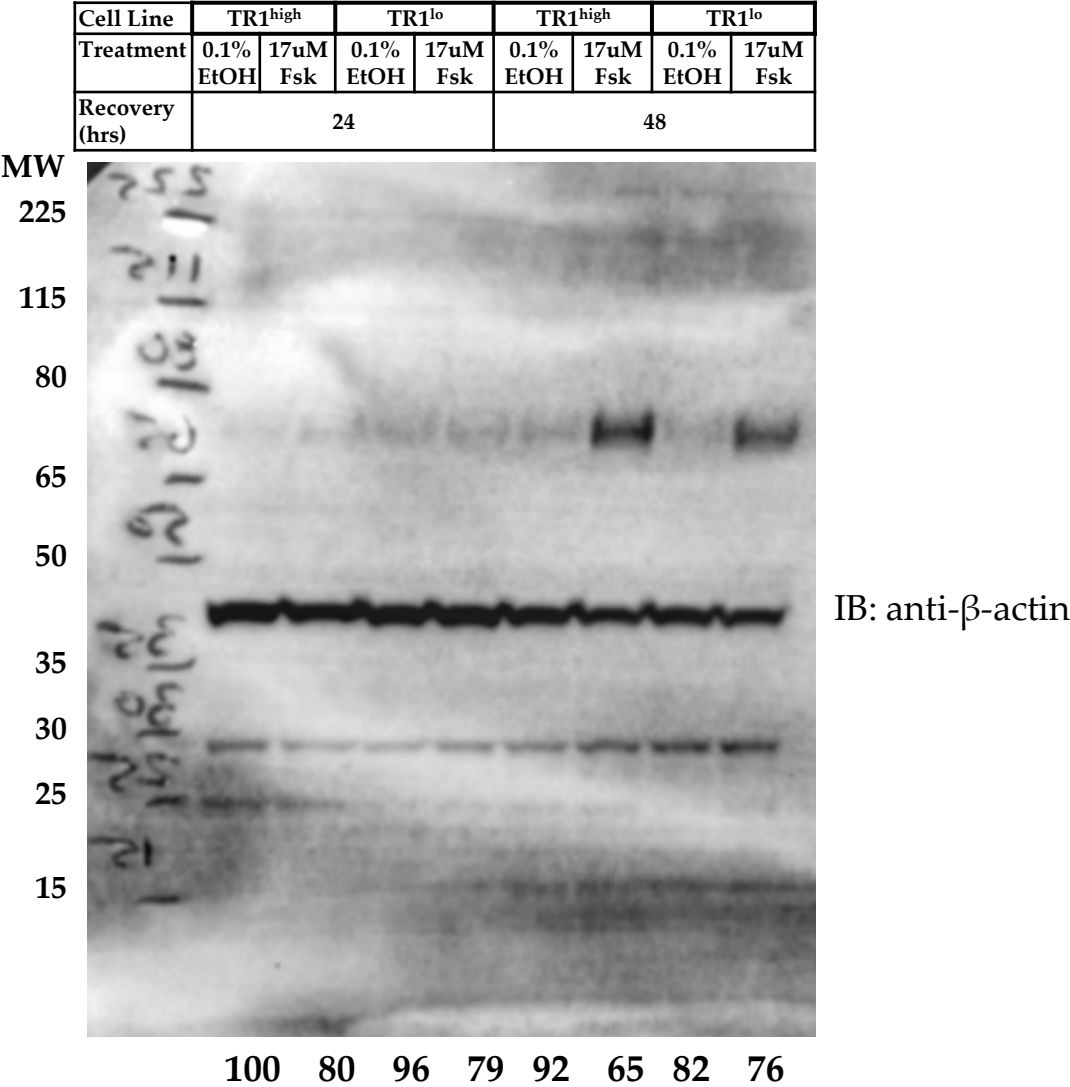 Cell Line TR1high TR1lo TR1high TR1lo
Treatment 0.1% EtOH 17uM Fsk 0.1% EtOH 17uM Fsk 0.1% EtOH 17uM Fsk 0.1% EtOH 17uM Fsk
Recovery (hrs) 24 48
MW
225
115
80
65
50
IB: anti-β-actin
35
30
25
15
100 80 96 79 92 65 82 76